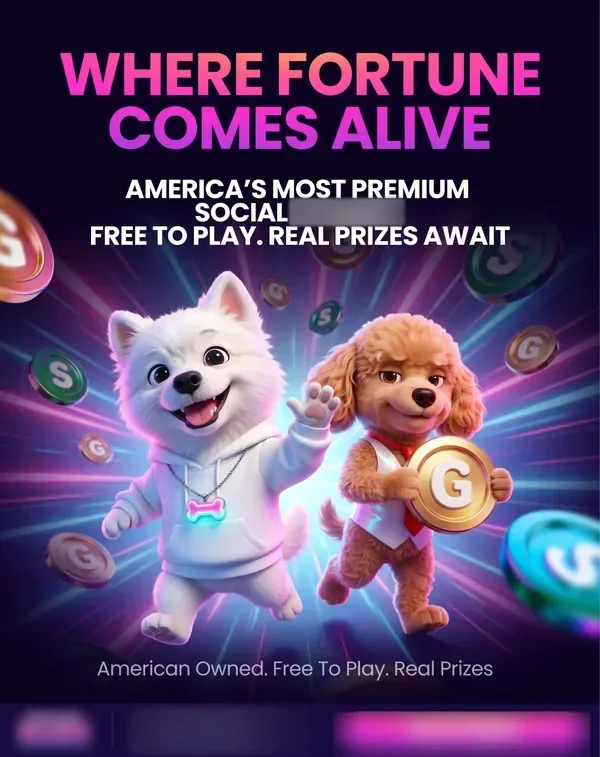 WHERE FORTUNE
COMES ALIVE
AMERICA'S MOST PREMIUM
SOCIAL
FREE TO PLAY. REAL PRIZES AWAIT
G
S
S
G
S
G
G
G
S
American Owned. Free To Play. Real Prizes